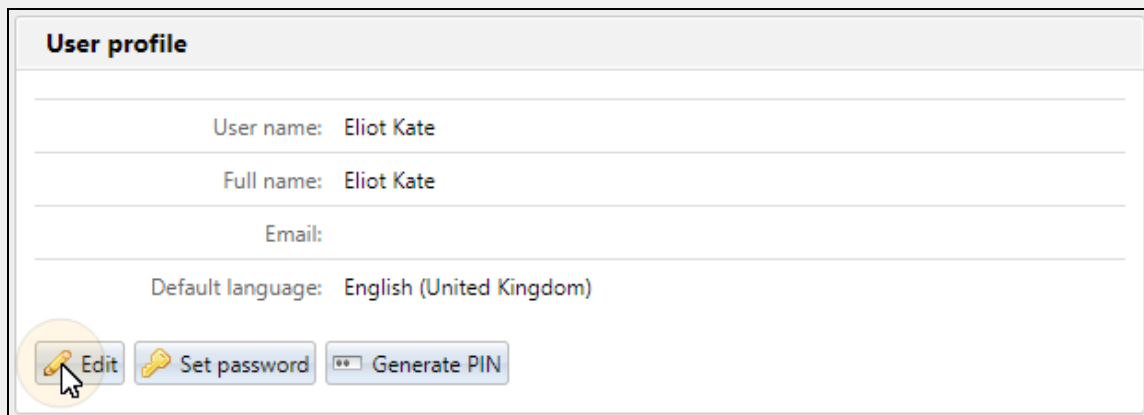 User profile
User name: Eliot Kate
Full name: Eliot Kate
Email:
Default language: English (United Kingdom)
Edit Set password Generate PIN